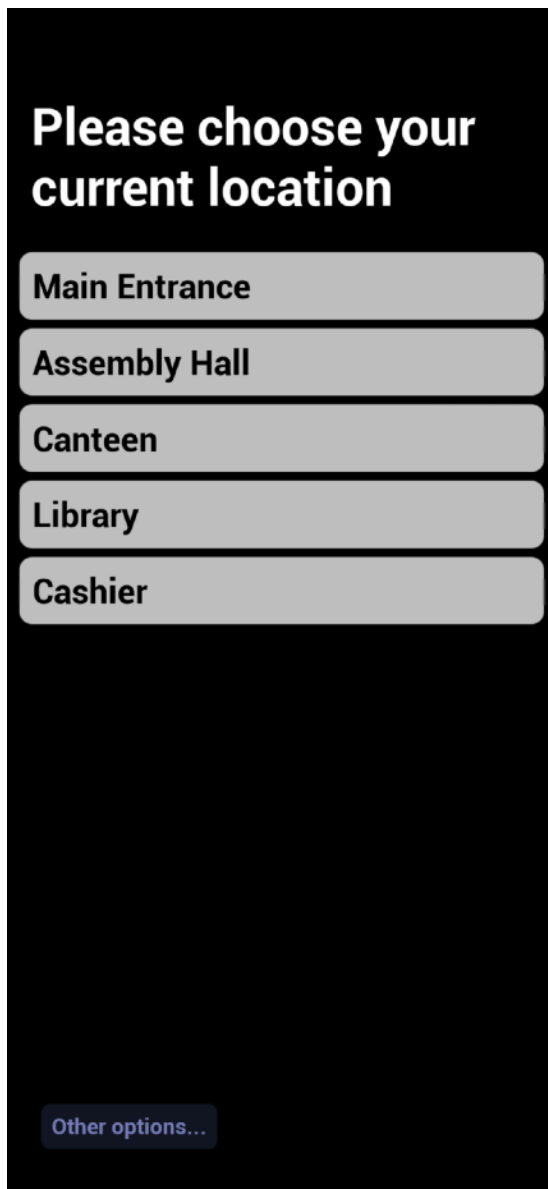 Please choose your
current location
Main Entrance
Assembly Hall
Canteen
Library
Cashier
Other options...